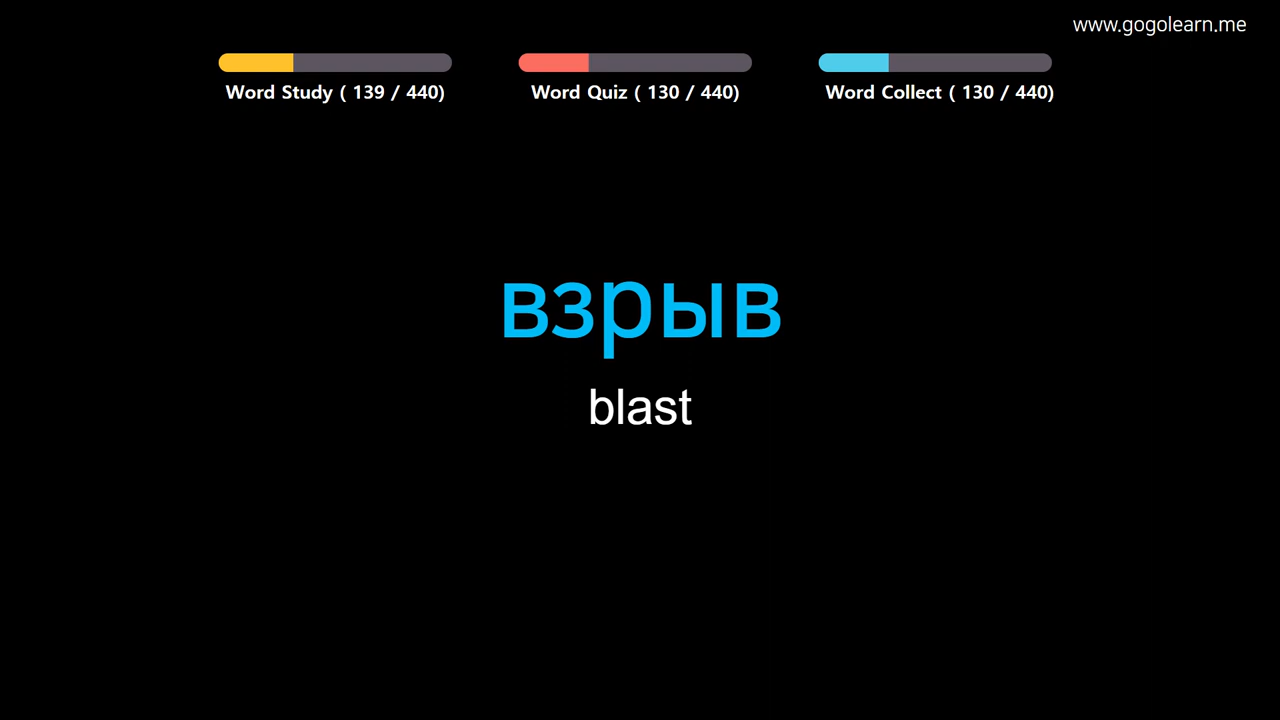 www.gogolearn.me
Word Study ( 139 / 440)
Word Quiz ( 130 / 440)
Word Collect ( 130 / 440)
взрыв
blast